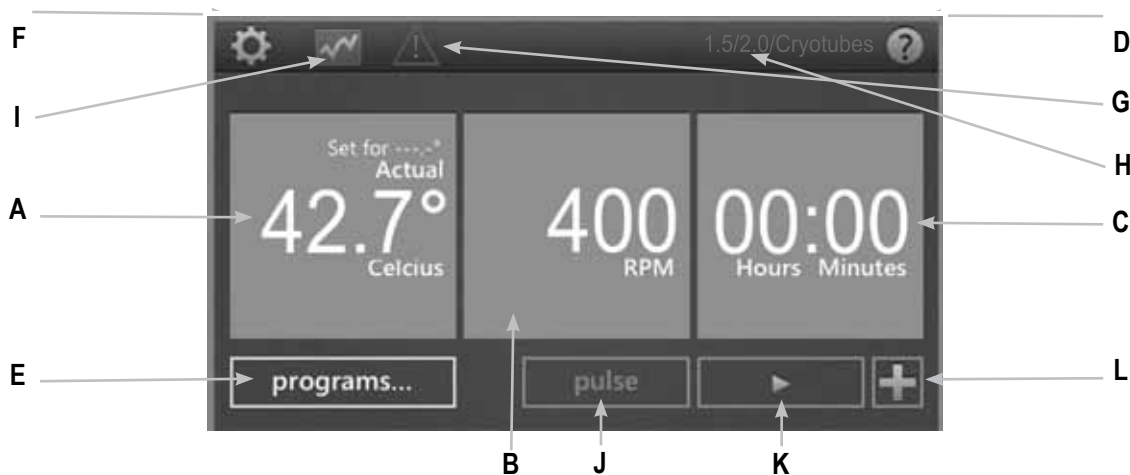 F
D
1.5/2.0/Cryotubes
?
I
G
H
Set for ---.-°
Actual
A
42.7°
400
00:00
C
Celcius
RPM
Hours Minutes
E
programs...
pulse
L
B
J
K